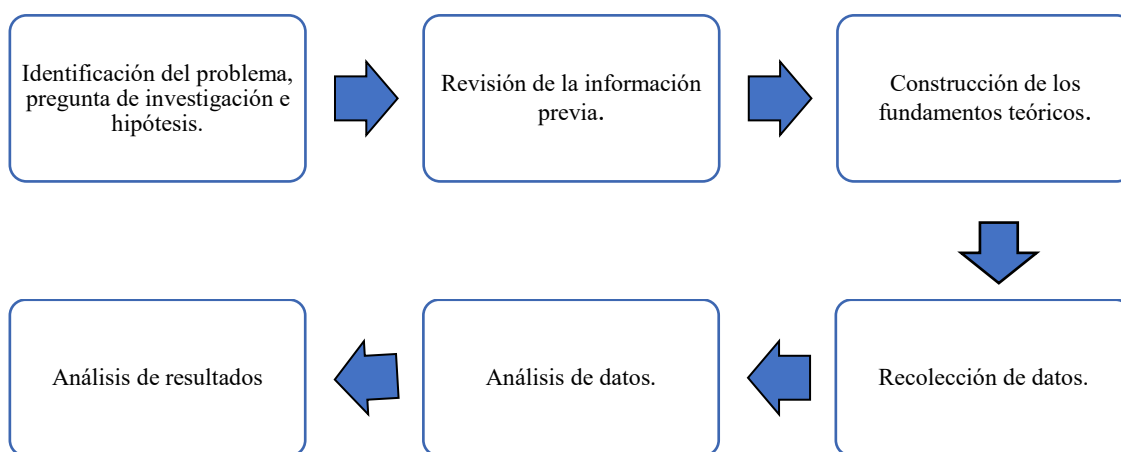 Identificación del problema,
pregunta de investigación e
hipótesis.
Revisión de la información
previa.
Construcción de los
fundamentos teóricos.
Recolección de datos.
Análisis de datos.
Análisis de resultados